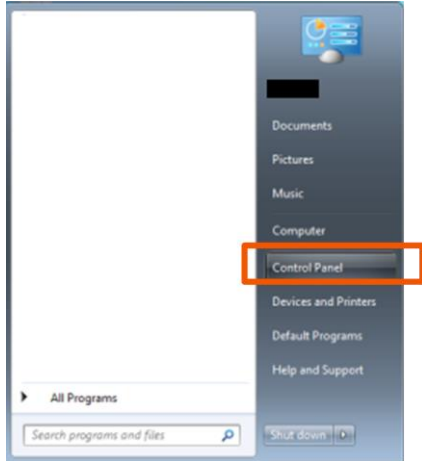 Documents
Pictures
Music
Computer
Control Panel
Devices and Printers
Default Programs
Help and Support
All Programs
Search programs and files
Shut down